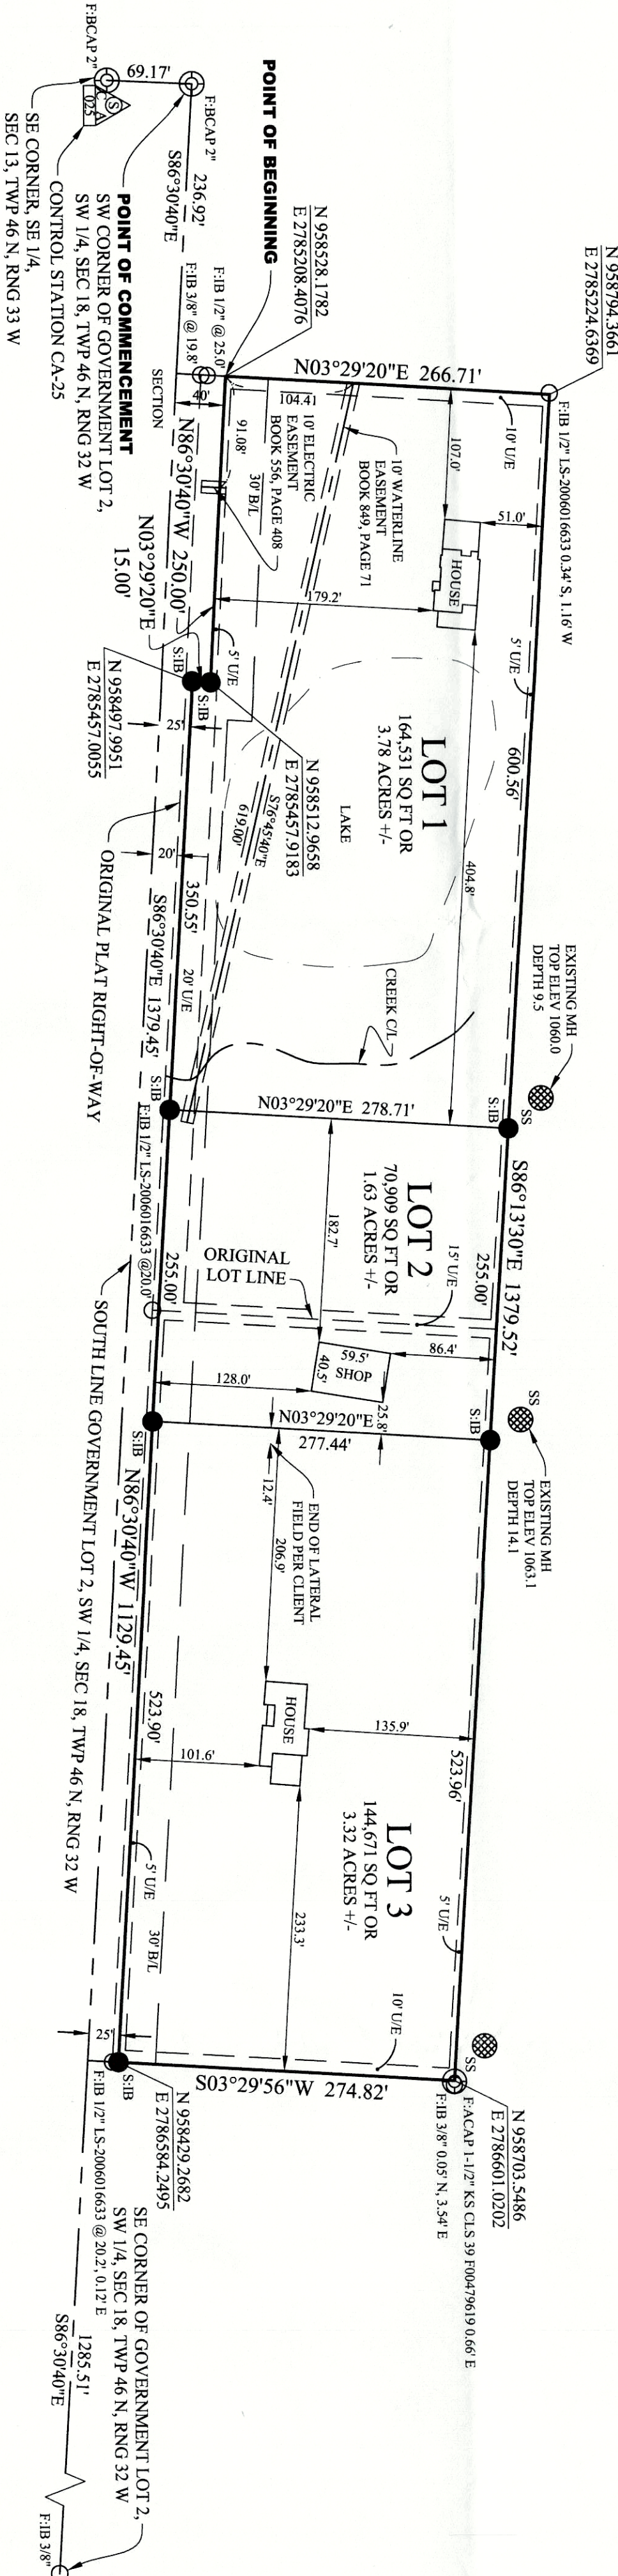 N 958794.3661
E 2785224.6369
F:IB 1/2" LS-2006016633 0.34' S, 1.16' W
N 958528.1782
E 2785208.4076
POINT OF BEGINNING
F:BCAP 2"
69.17'
F:BCAP 2"
236.92'
S86°30'40"E
S
C A
025
CONTROL STATION CA-25
SE CORNER, SE 1/4,
SEC 13, TWP 46 N, RNG 33 W
POINT OF COMMENCEMENT
SW CORNER OF GOVERNMENT LOT 2,
SW 1/4, SEC 18, TWP 46 N, RNG 32 W
F:IB 1/2" @ 25.0'
F:IB 3/8" @ 19.8'
SECTION
40'
N03°29'20"E 266.71'
104.41
91.08'
10' ELECTRIC
EASEMENT
BOOK 556, PAGE 408
30' B/L
10' WATERLINE
EASEMENT
BOOK 849, PAGE 71
10' U/E
107.0'
51.0'
HOUSE
179.2'
N86°30'40"W 250.00'
N03°29'20"E
15.00'
5' U/E
5' U/E
600.56'
S:IB
S:IB
N 958497.9951
E 2785457.0055
N 958512.9658
E 2785457.9183
LOT 1
164,531 SQ FT OR
3.78 ACRES +/-
25'
S76°45'40"E
619.00'
LAKE
404.8'
20'
ORIGINAL PLAT RIGHT-OF-WAY
350.55'
S86°30'40"E 1379.45'
20' U/E
CREEK C/L
EXISTING MH
TOP ELEV 1060.0
DEPTH 9.5
SS
S:IB
S:IB
N03°29'20"E 278.71'
F:IB 1/2" LS-2006016633 @20.0'
S86°13'30"E 1379.52'
LOT 2
70,909 SQ FT OR
1.63 ACRES +/-
182.7'
255.00'
255.00'
15' U/E
ORIGINAL
LOT LINE
59.5'
SHOP
40.5'
86.4'
128.0'
25.8'
N03°29'20"E
277.44'
S:IB
S:IB
SS
EXISTING MH
TOP ELEV 1063.1
DEPTH 14.1
SOUTH LINE GOVERNMENT LOT 2, SW 1/4, SEC 18, TWP 46 N, RNG 32 W
N86°30'40"W 1129.45'
12.4'
END OF LATERAL
FIELD PER CLIENT
206.9'
HOUSE
135.9'
101.6'
523.90'
523.96'
LOT 3
144,671 SQ FT OR
3.32 ACRES +/-
5' U/E
30' B/L
5' U/E
233.3'
10' U/E
25'
SS
S:IB
S03°29'56"W 274.82'
F:IB 1/2" LS-2006016633 @ 20.2', 0.12' E
N 958429.2682
E 2786584.2495
F:IB 3/8" 0.05' N, 3.54' E
F:ACAP 1-1/2" KS CLS 39 F00479619 0.66' E
N 958703.5486
E 2786601.0202
SE CORNER OF GOVERNMENT LOT 2,
SW 1/4, SEC 18, TWP 46 N, RNG 32 W
1285.51'
S86°30'40"E
F:IB 3/8"